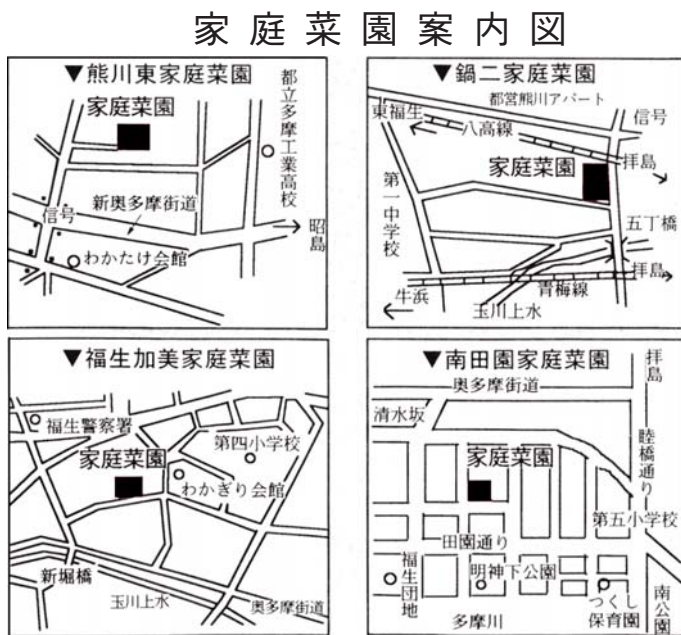 家庭菜園案内図
▼熊川東家庭菜園
家庭菜園
都立多摩工業高校
新奥多摩街道
信号
昭島
わかたけ会館
▼鍋二家庭菜園
都営熊川アパート
東福生
信号
八高線
拝島
家庭菜園
第一中学校
五丁橋
拝島
青梅線
牛浜
玉川上水
▼福生加美家庭菜園
福生警察署
第四小学校
家庭菜園
わかぎり会館
新堀橋
玉川上水
奥多摩街道
▼南田園家庭菜園
拝島
奥多摩街道
清水坂
睦橋通り
家庭菜園
第五小学校
田園通り
福生団地
明神下公園
つくし
保育園
南公園
多摩川